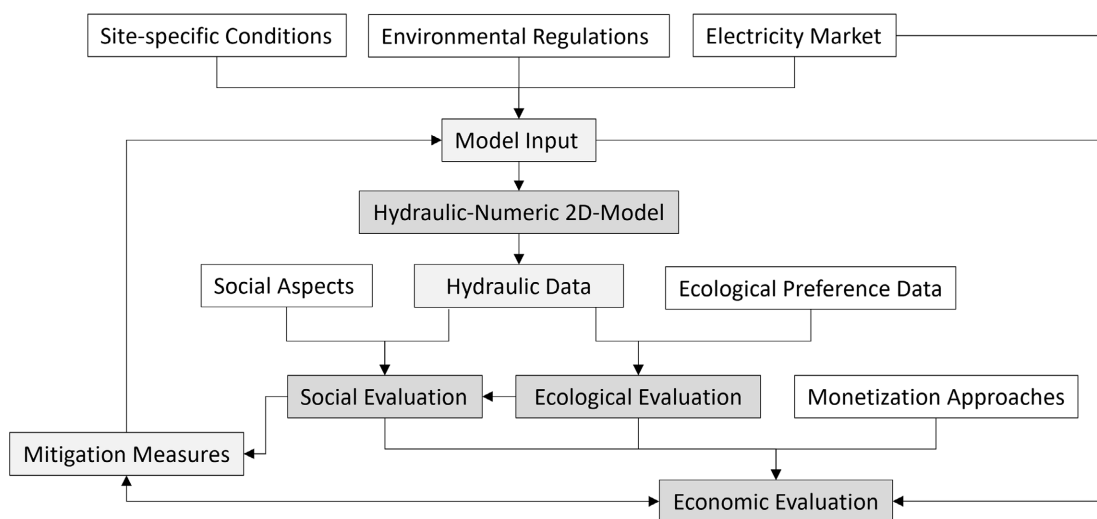 Site-specific Conditions
Environmental Regulations
Electricity Market
Model Input
Hydraulic-Numeric 2D-Model
Social Aspects
Hydraulic Data
Ecological Preference Data
Social Evaluation
Ecological Evaluation
Monetization Approaches
Mitigation Measures
Economic Evaluation